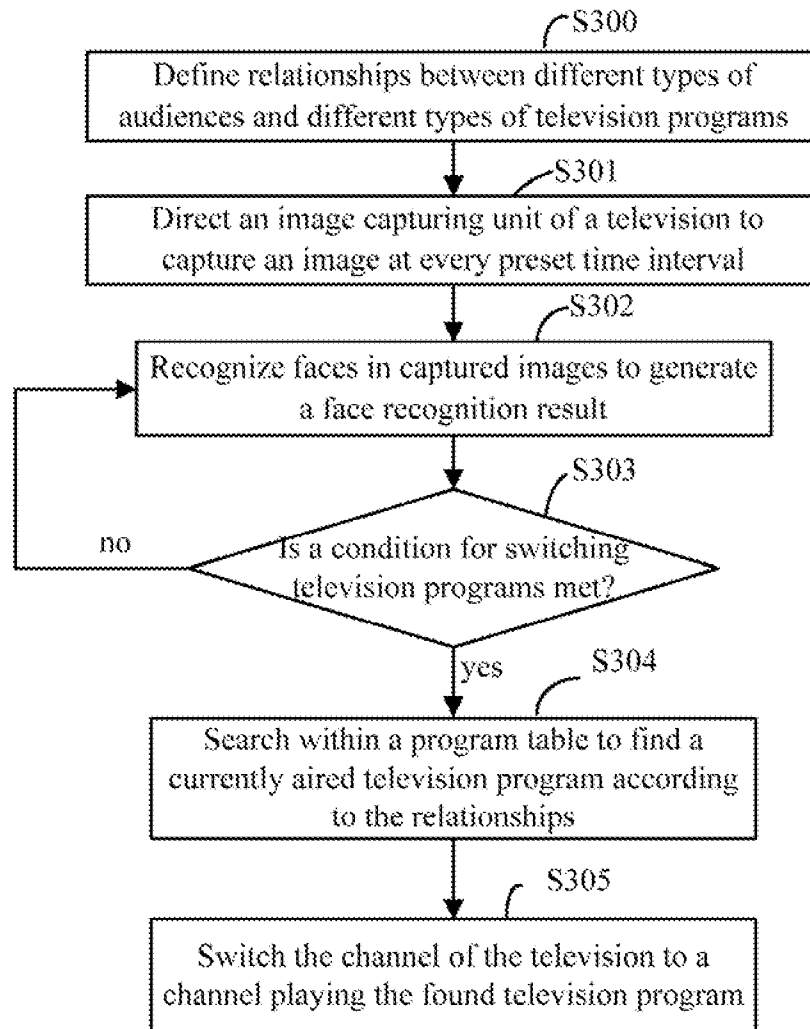 S300
Define relationships between different types of
audiences and different types of television programs
S301
Direct an image capturing unit of a television to
capture an image at every preset time interval
S302
Recognize faces in captured images to generate
a face recognition result
S303
no
Is a condition for switching
television programs met?
yes
S304
Search within a program table to find a
currently aired television program according
to the relationships
S305
Switch the channel of the television to a
channel playing the found television program